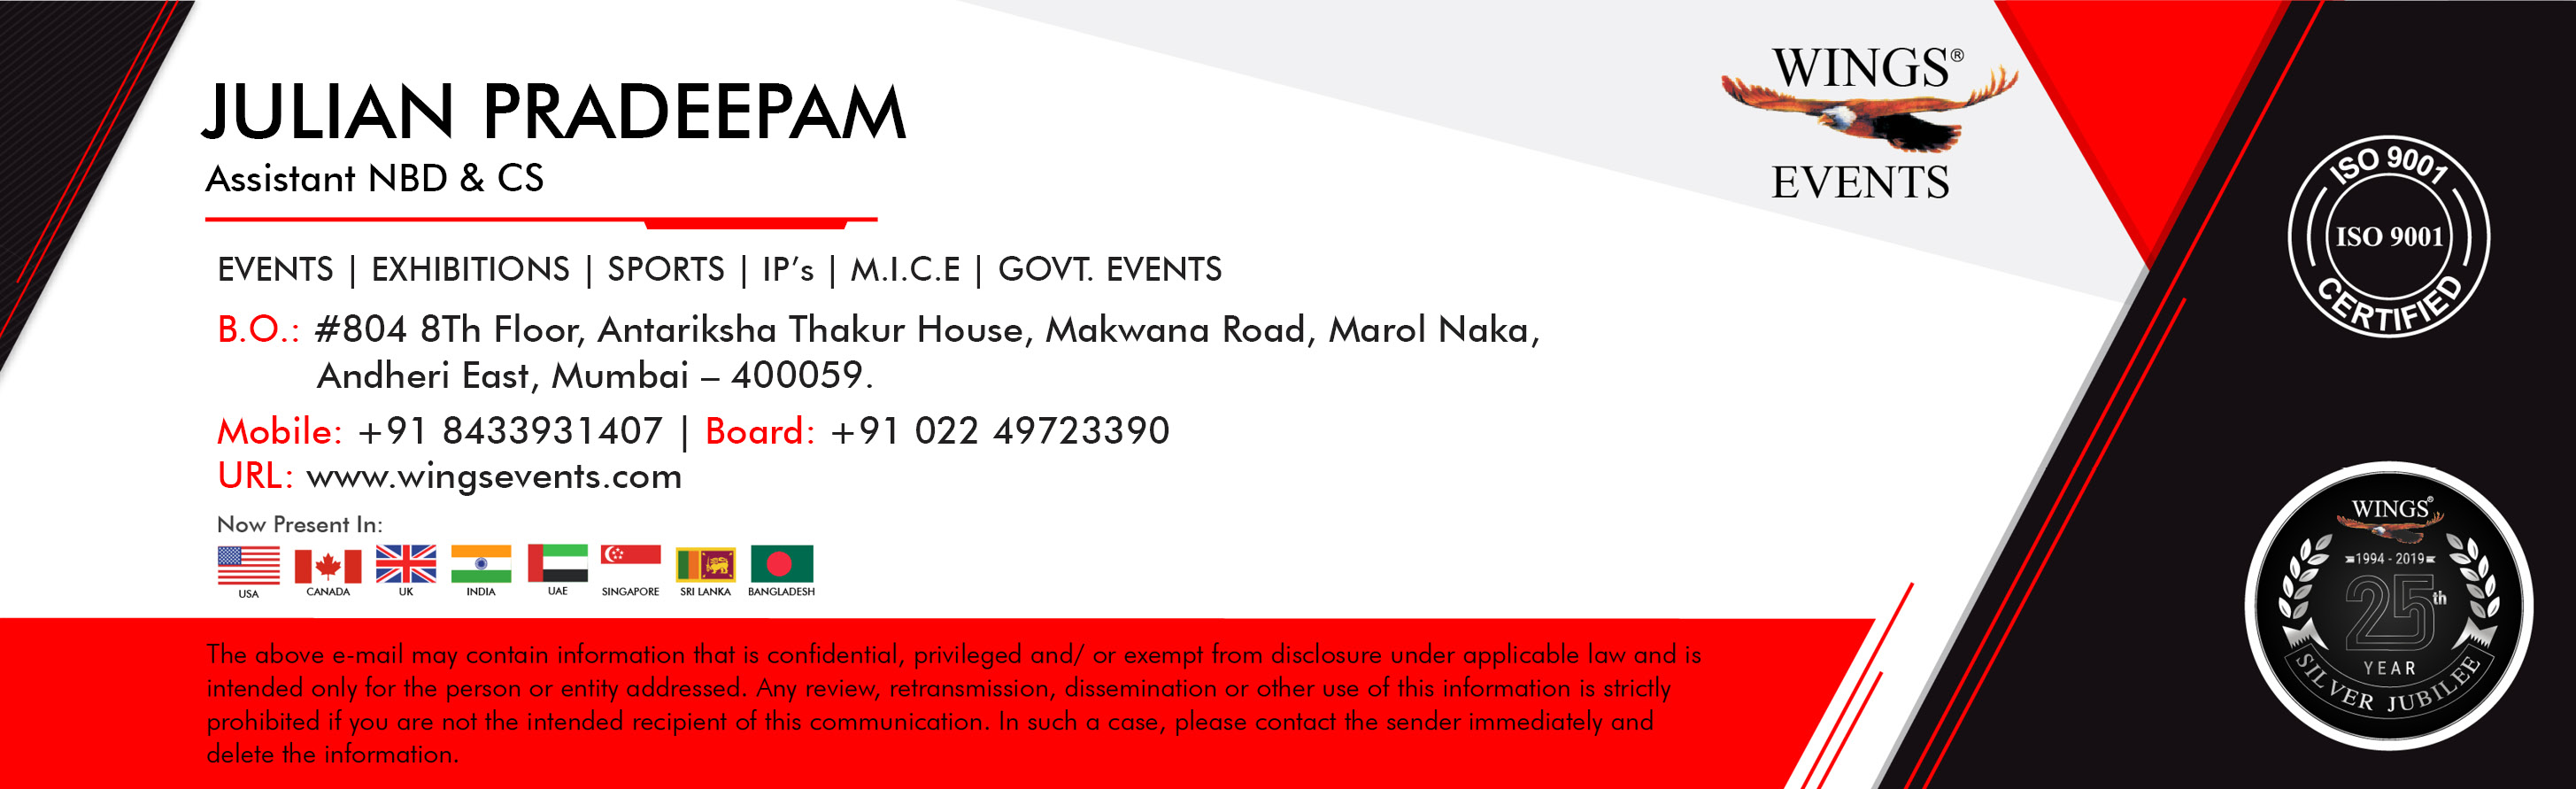 JULIAN PRADEEPAM
Assistant NBD & CS
EVENTS | EXHIBITIONS | SPORTS | IP’s | M.I.C.E | GOVT. EVENTS
B.O.: #804 8Th Floor, Antariksha Thakur House, Makwana Road, Marol Naka,
Andheri East, Mumbai – 400059.
Mobile: +91 8433931407 | Board: +91 022 49723390
URL: www.wingsevents.com
Now Present In:
USA CANADA UK INDIA UAE SINGAPORE SRI LANKA BANGLADESH
The above e-mail may contain information that is confidential, privileged and/ or exempt from disclosure under applicable law and is
intended only for the person or entity addressed. Any review, retransmission, dissemination or other use of this information is strictly
prohibited if you are not the intended recipient of this communication. In such a case, please contact the sender immediately and
delete the information.
WINGS®
EVENTS
ISO 9001
ISO 9001
CERTIFIED
WINGS®
1994 - 2019
25th
YEAR
SILVER JUBILEE